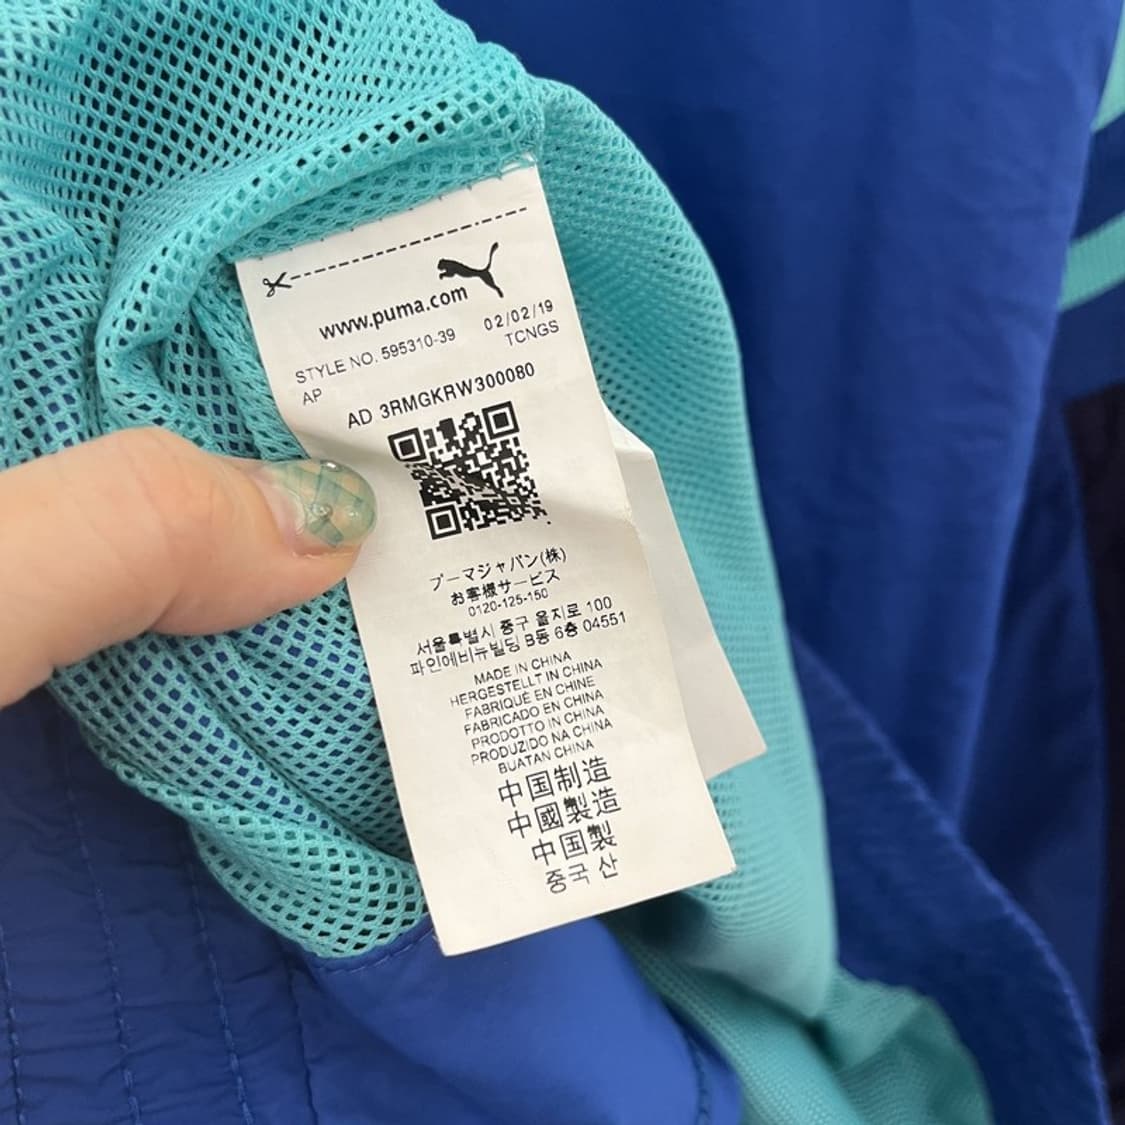 www.puma.com
STYLE NO. 595310-39 02/02/19
AP TCNGS
AD 3RMGKRW300080
プーマジャパン(株)
お客様サービス
0120-125-150
서울특별시 중구 을지로 100
파인에비뉴빌딩 B동 6층 04551
MADE IN CHINA
HERGESTELLT IN CHINA
FABRIQUÉ EN CHINE
FABRICADO EN CHINA
PRODOTTO IN CHINA
PRODUZIDO NA CHINA
BUATAN CHINA
中国制造
中國製造
中国製
중국 산